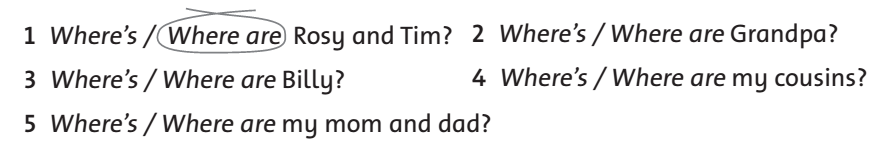 1 Where's / Where are Rosy and Tim? 2 Where's / Where are Grandpa?
3 Where's / Where are Billy? 4 Where's / Where are my cousins?
5 Where's / Where are my mom and dad?